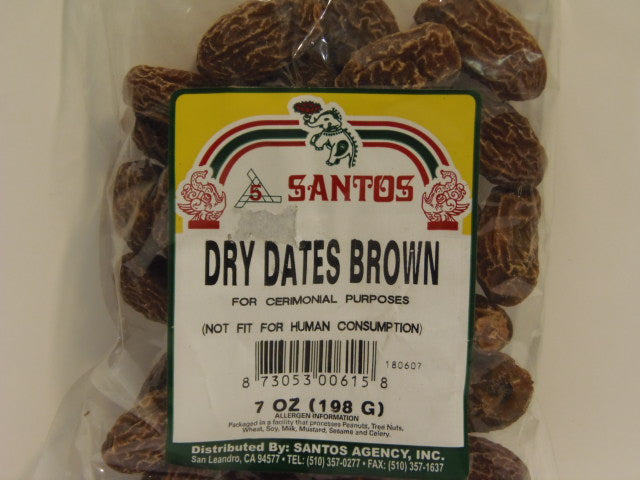 5 SANTOS
DRY DATES BROWN
FOR CERIMONIAL PURPOSES
(NOT FIT FOR HUMAN CONSUMPTION)
180607
8 73053 00615 8
7 OZ (198 G)
ALLERGEN INFORMATION
Packaged in a facility that processes Peanuts, Tree Nuts,
Wheat, Soy, Milk, Mustard, Sesame and Celery.
Distributed By: SANTOS AGENCY, INC.
San Leandro, CA 94577 • TEL: (510) 357-0277 • FAX: (510) 357-1637